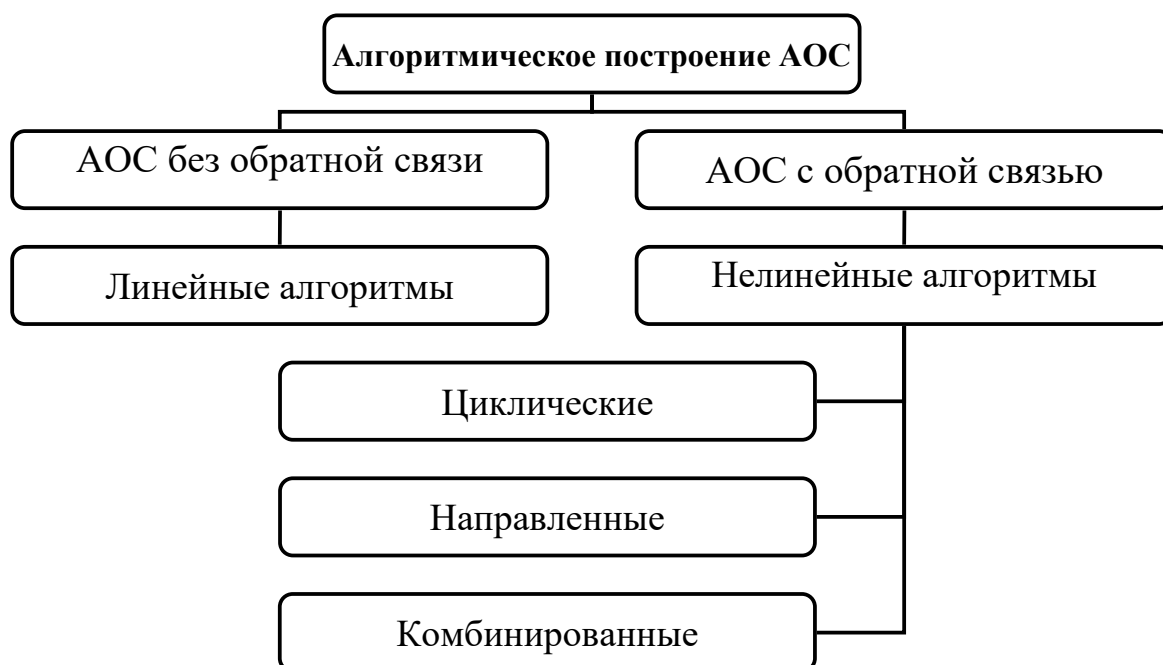 Алгоритмическое построение АОС
АОС без обратной связи
АОС с обратной связью
Линейные алгоритмы
Нелинейные алгоритмы
Циклические
Направленные
Комбинированные